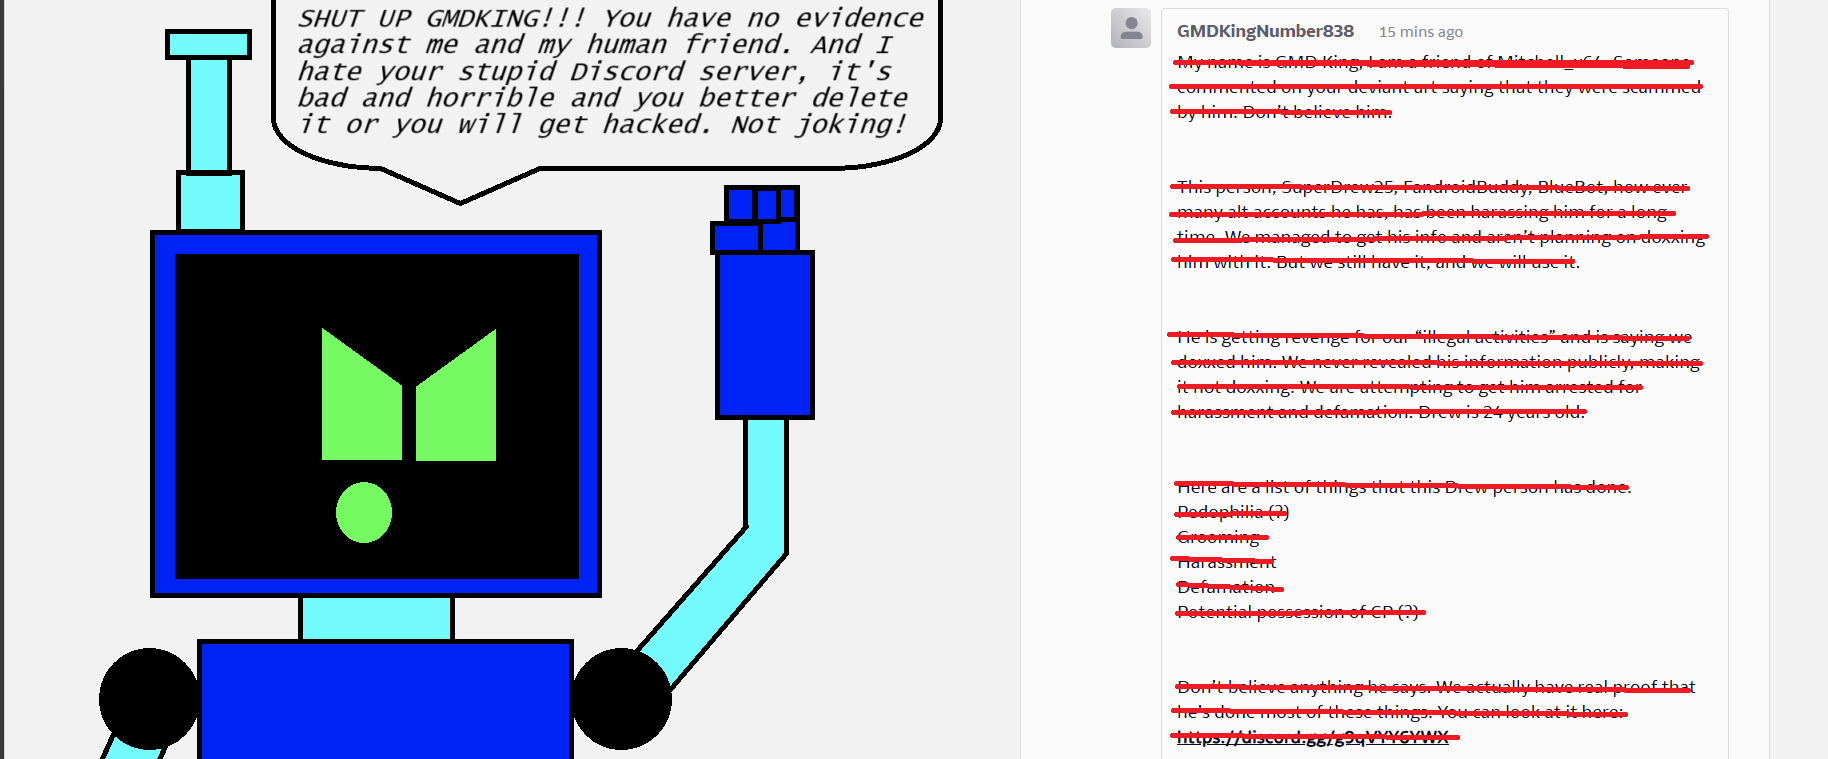 SHUT UP GMDKING!!! You have no evidence
against me and my human friend. And I
hate your stupid Discord server, it's
bad and horrible and you better delete
it or you will get hacked. Not joking!
GMDKingNumber838 15 mins ago
My name is GMD King, I am a friend of Mitchell_ Someone
commented on your deviant art saying that they were scammed
by him. Don't believe him.
This person, SuperDrew25, FandroidBuddy, BlueBot, how ever
many alt accounts he has, has been harassing him for a long
time. We managed to get his info and aren't planning on doxxing
him with it. But we still have it, and we will use it.
He is getting revenge for our “illegal activities” and is saying we
doxxed him. We never revealed his information publicly, making
it not doxxing. We are attempting to get him arrested for
harassment and defamation. Drew is 24 years old.
Here are a list of things that this Drew person has done.
Pedophilia (?)
Grooming
Harassment
Defamation
Potential possession of CP (?)
Don't believe anything he says. We actually have real proof that
he's done most of these things. You can look at it here: